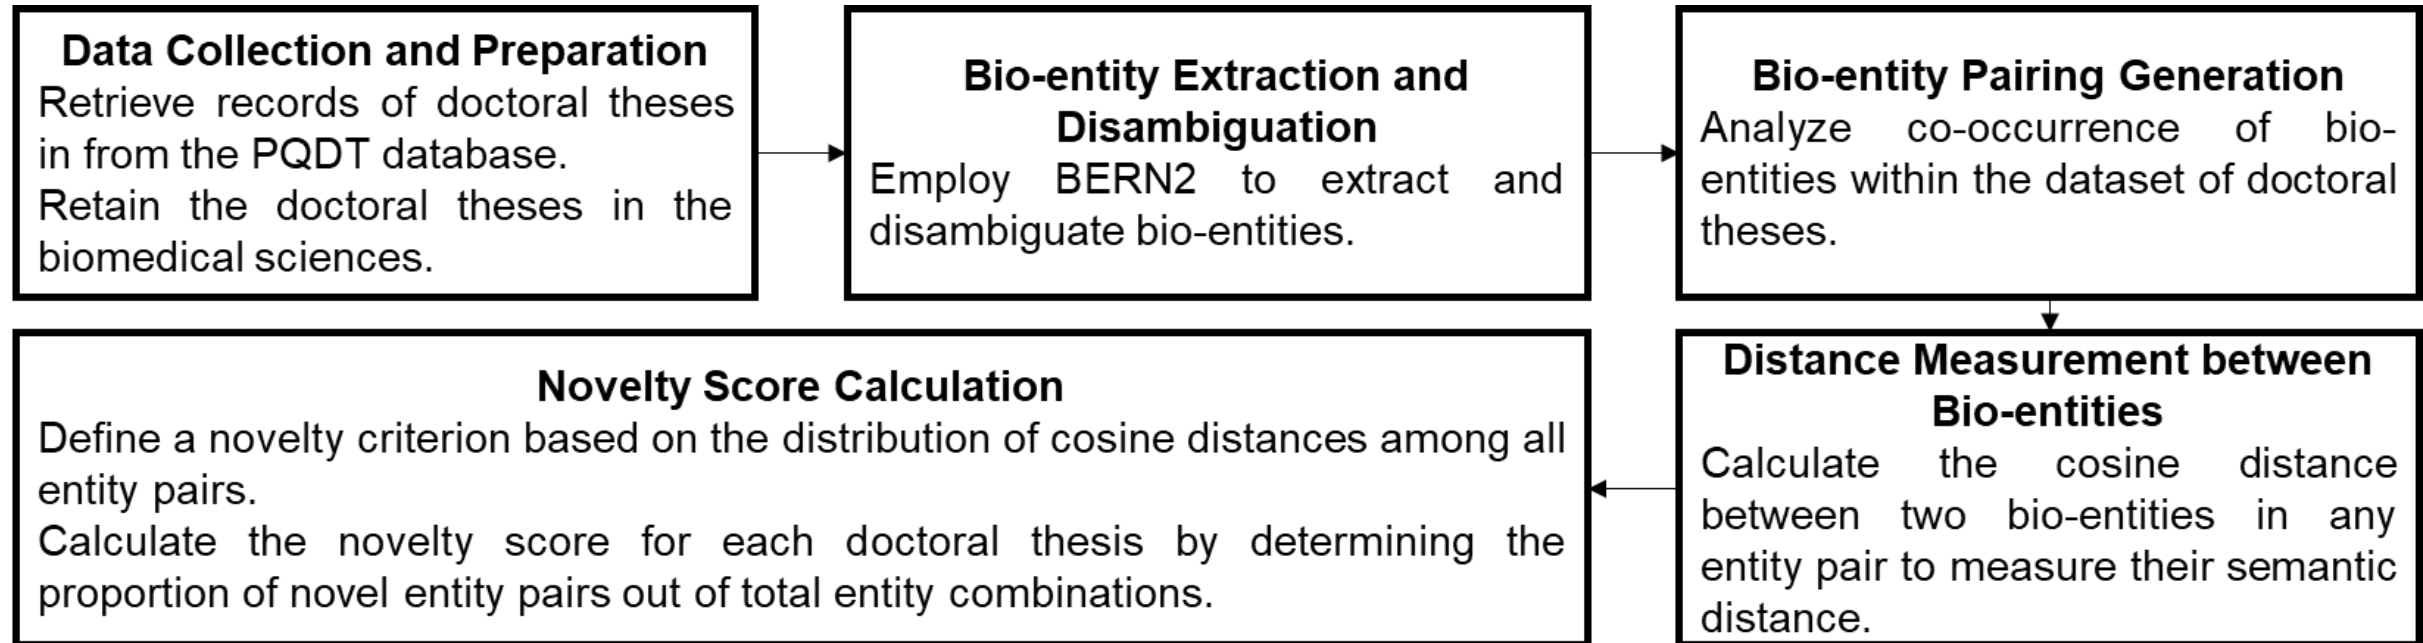 Data Collection and Preparation
Retrieve records of doctoral theses
in from the PQDT database.
Retain the doctoral theses in the
biomedical sciences.
Bio-entity Extraction and
Disambiguation
Employ BERN2 to extract and
disambiguate bio-entities.
Bio-entity Pairing Generation
Analyze co-occurrence of bio-
entities within the dataset of doctoral
theses.
Distance Measurement between
Bio-entities
Calculate the cosine distance
between two bio-entities in any
entity pair to measure their semantic
distance.
Novelty Score Calculation
Define a novelty criterion based on the distribution of cosine distances among all
entity pairs.
Calculate the novelty score for each doctoral thesis by determining the
proportion of novel entity pairs out of total entity combinations.